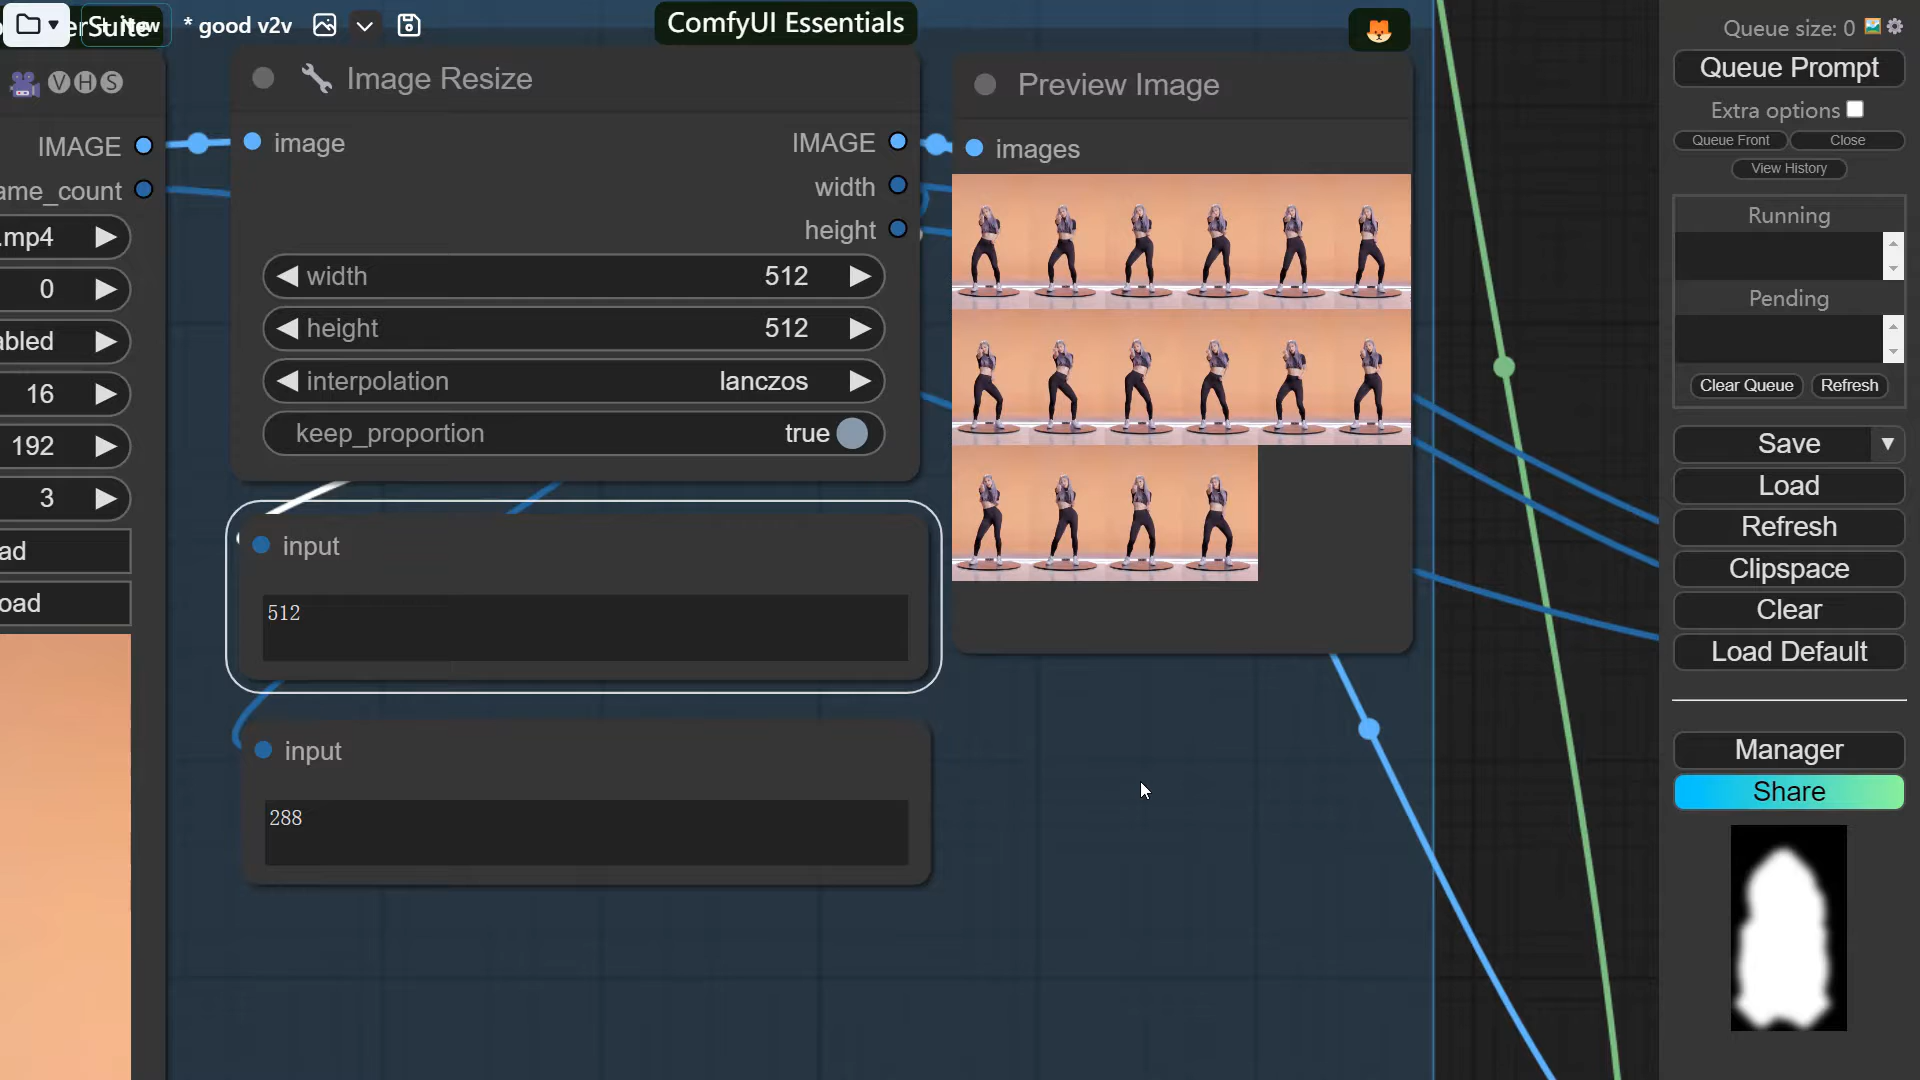 erSuite
New
* good v2v
ComfyUI Essentials
Queue size: 0
Image Resize
Preview Image
Queue Prompt
VHS
Extra options
IMAGE
image
IMAGE
images
Queue Front
Close
View History
ame_count
width
height
Running
.mp4
width 512
0
Pending
height 512
abled
interpolation lanczos
16
Clear Queue
Refresh
keep_proportion true
192
Save
3
Load
Refresh
ad
input
Clipspace
oad
512
Clear
Load Default
input
Manager
Share
288